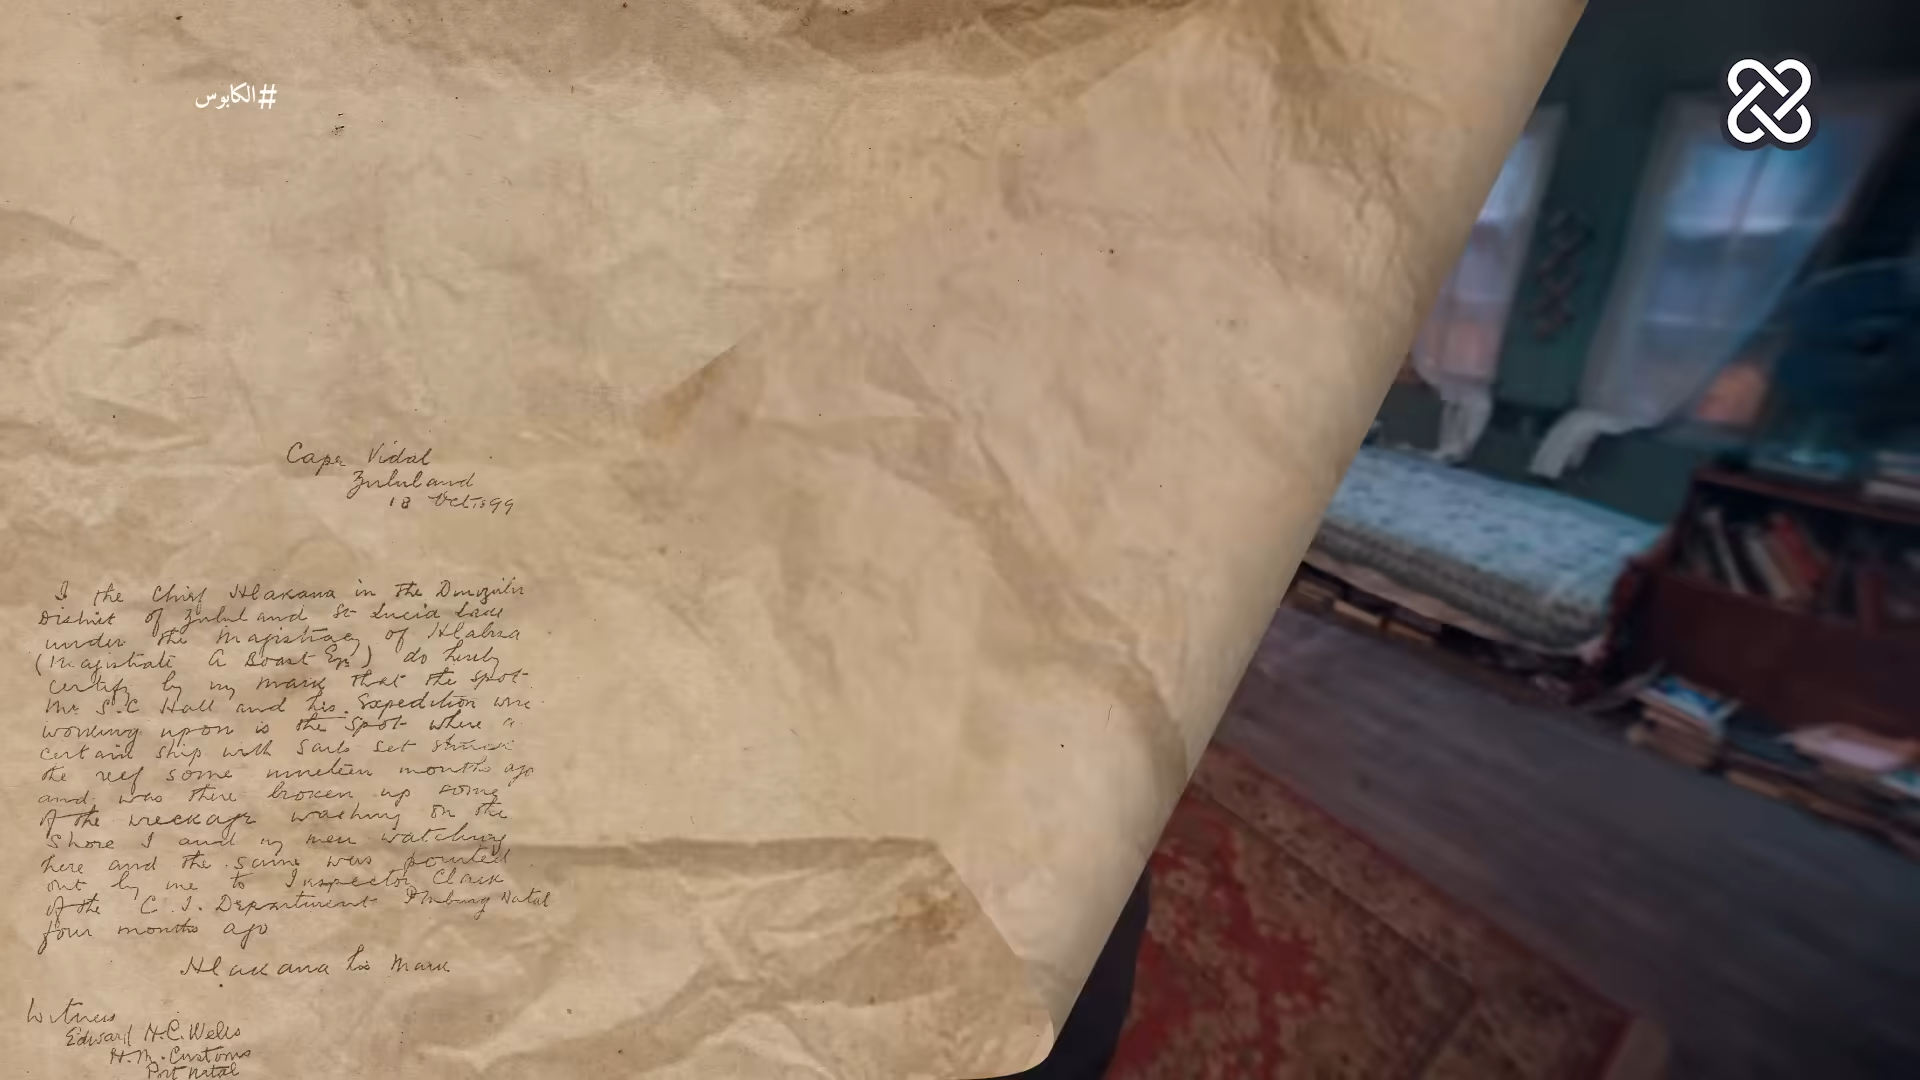 #الكابوس
Cape Vidal
Zululand
18 Oct 1899
I the Chief Hlakana in the
District of Zululand St Lucia Lake
under the Magistracy of Hlabisa
(Magistrate A Boast Esqr) do hereby
certify by my mark that the spot
Mr S.C Hall and his Expedition were
working upon is the spot where a
certain ship with Sails set struck
the reef some nineteen months ago
and was there broken up some
of the wreckage washing on the
Shore I and my men watching
here and the same was pointed
out by me to Inspector Clark
of the C.I. Department PMburg Natal
four months ago
Hlakana his Mark
Witness
Edward H.C. Wells
H.M. Customs
Port Natal